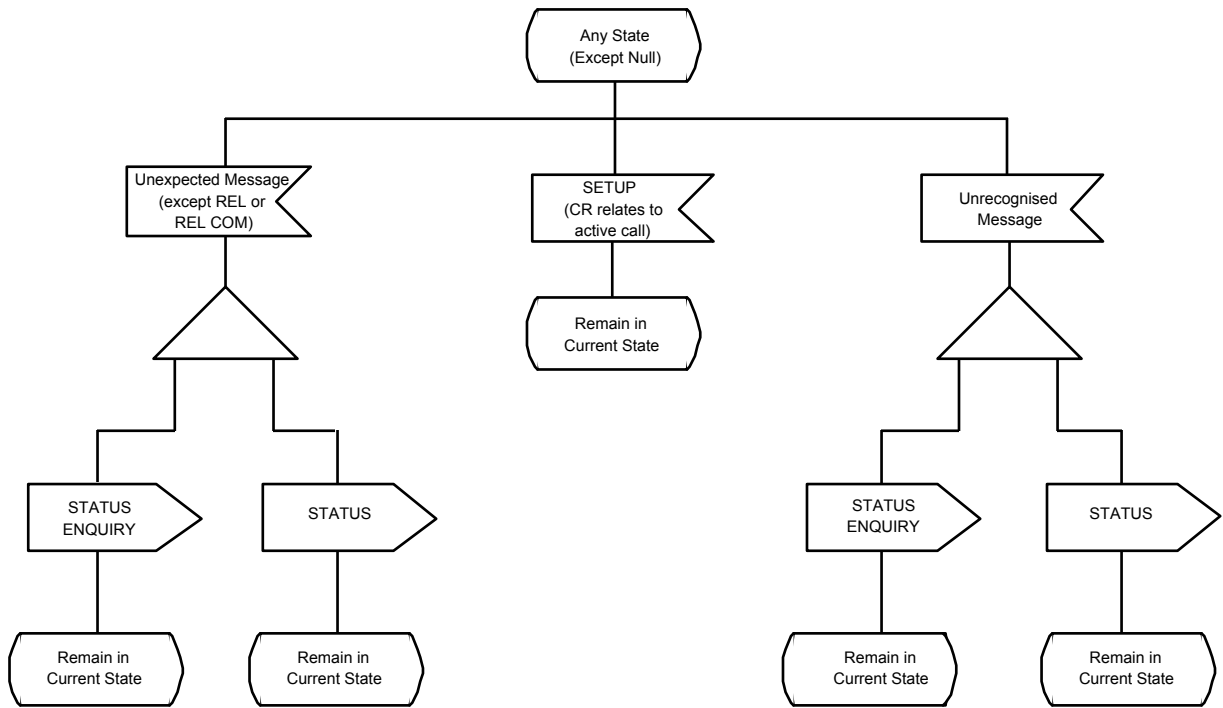 Any State
(Except Null)
Unexpected Message
(except REL or
REL COM)
SETUP
(CR relates to
active call)
Unrecognised
Message
Remain in
Current State
STATUS
ENQUIRY
STATUS
STATUS
ENQUIRY
STATUS
Remain in
Current State
Remain in
Current State
Remain in
Current State
Remain in
Current State